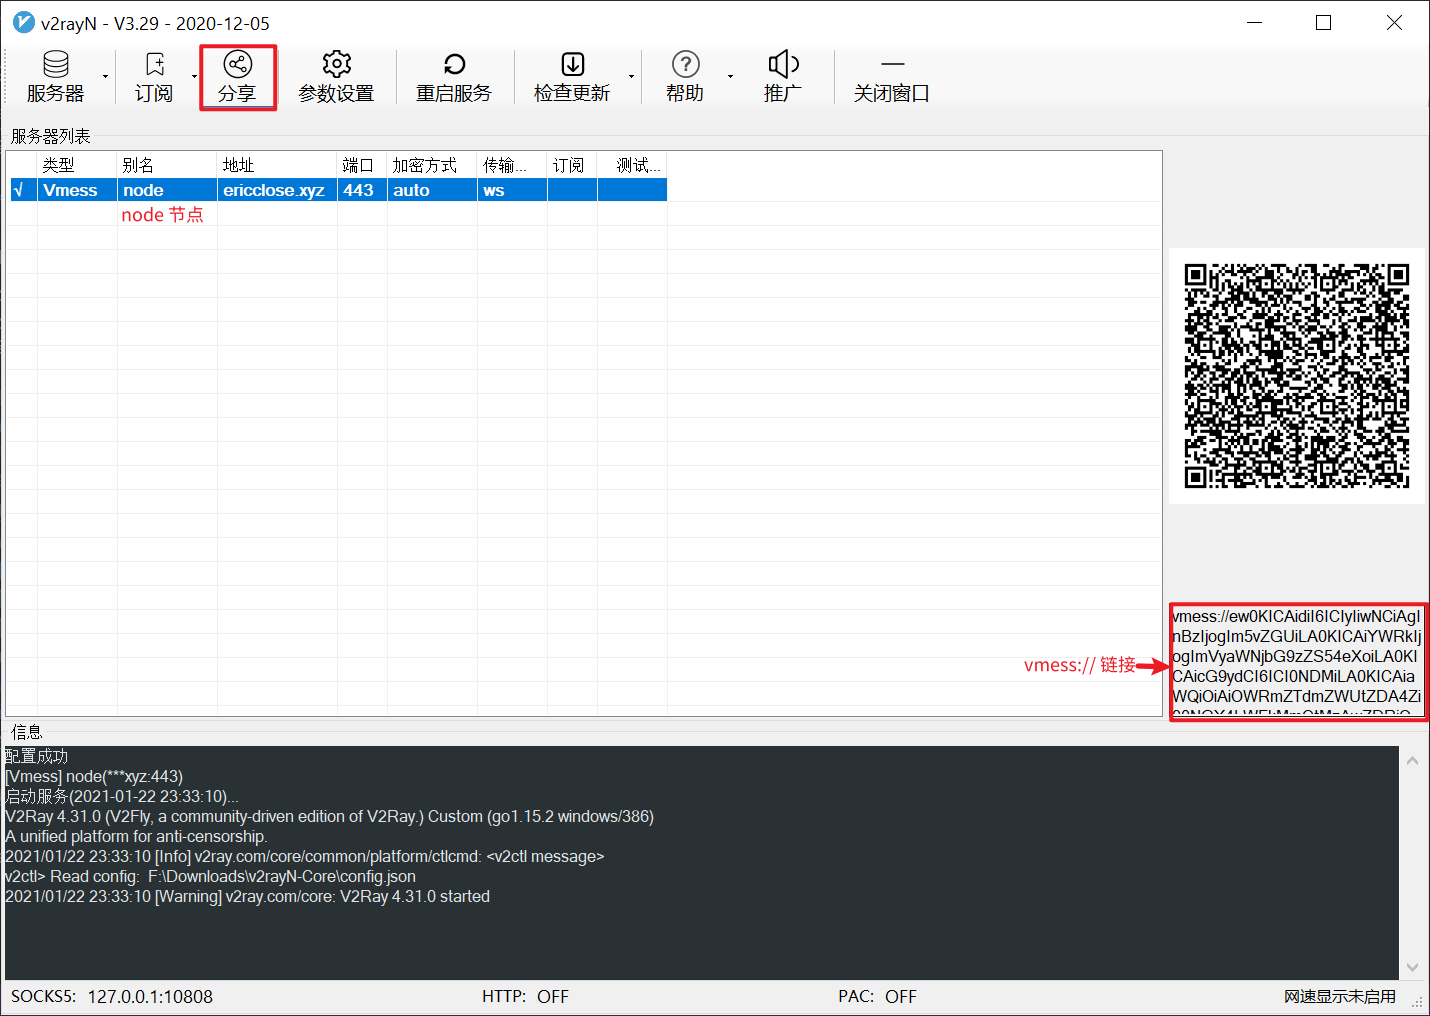 v2rayN - V3.29 - 2020-12-05
服务器 订阅 分享 参数设置 重启服务 检查更新 帮助 推广 关闭窗口
服务器列表
类型 别名 地址 端口 加密方式 传输... 订阅 测试...
√ Vmess node ericclose.xyz 443 auto ws
node 节点
vmess://ew0KICAidiI6ICIyIiwNCiAgI
nBzIjogIm5vZGUiLA0KICAiYWRkIj
ogImVyaWNjbG9zZS54eXoiLA0KI
CAicG9ydCI6ICI0NDMiLA0KICAia
WQiOiAiOWRmZTdmZWUtZDA4Zi
vmess:// 链接
信息
配置成功
[Vmess] node(***xyz:443)
启动服务(2021-01-22 23:33:10)...
V2Ray 4.31.0 (V2Fly, a community-driven edition of V2Ray.) Custom (go1.15.2 windows/386)
A unified platform for anti-censorship.
2021/01/22 23:33:10 [Info] v2ray.com/core/common/platform/ctlcmd: <v2ctl message>
v2ctl> Read config:  F:\Downloads\v2rayN-Core\config.json
2021/01/22 23:33:10 [Warning] v2ray.com/core: V2Ray 4.31.0 started
SOCKS5: 127.0.0.1:10808 HTTP: OFF PAC: OFF 网速显示未启用